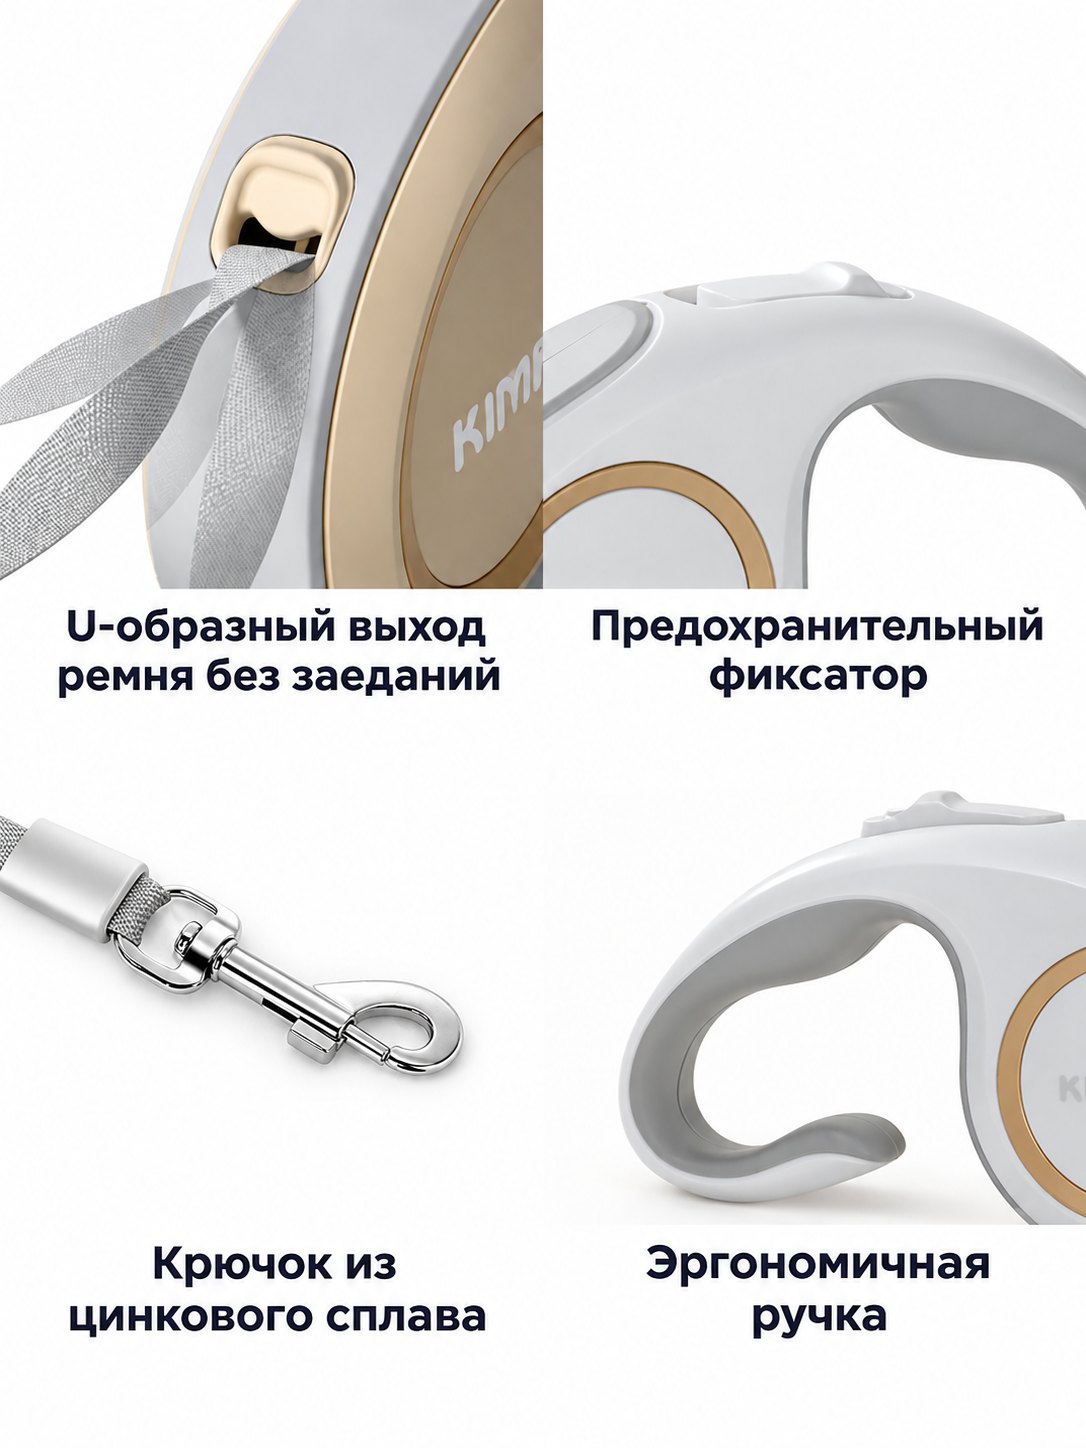 U-образный выход
ремня без заеданий
Предохранительный
фиксатор
Крючок из
цинкового сплава
Эргономичная
ручка